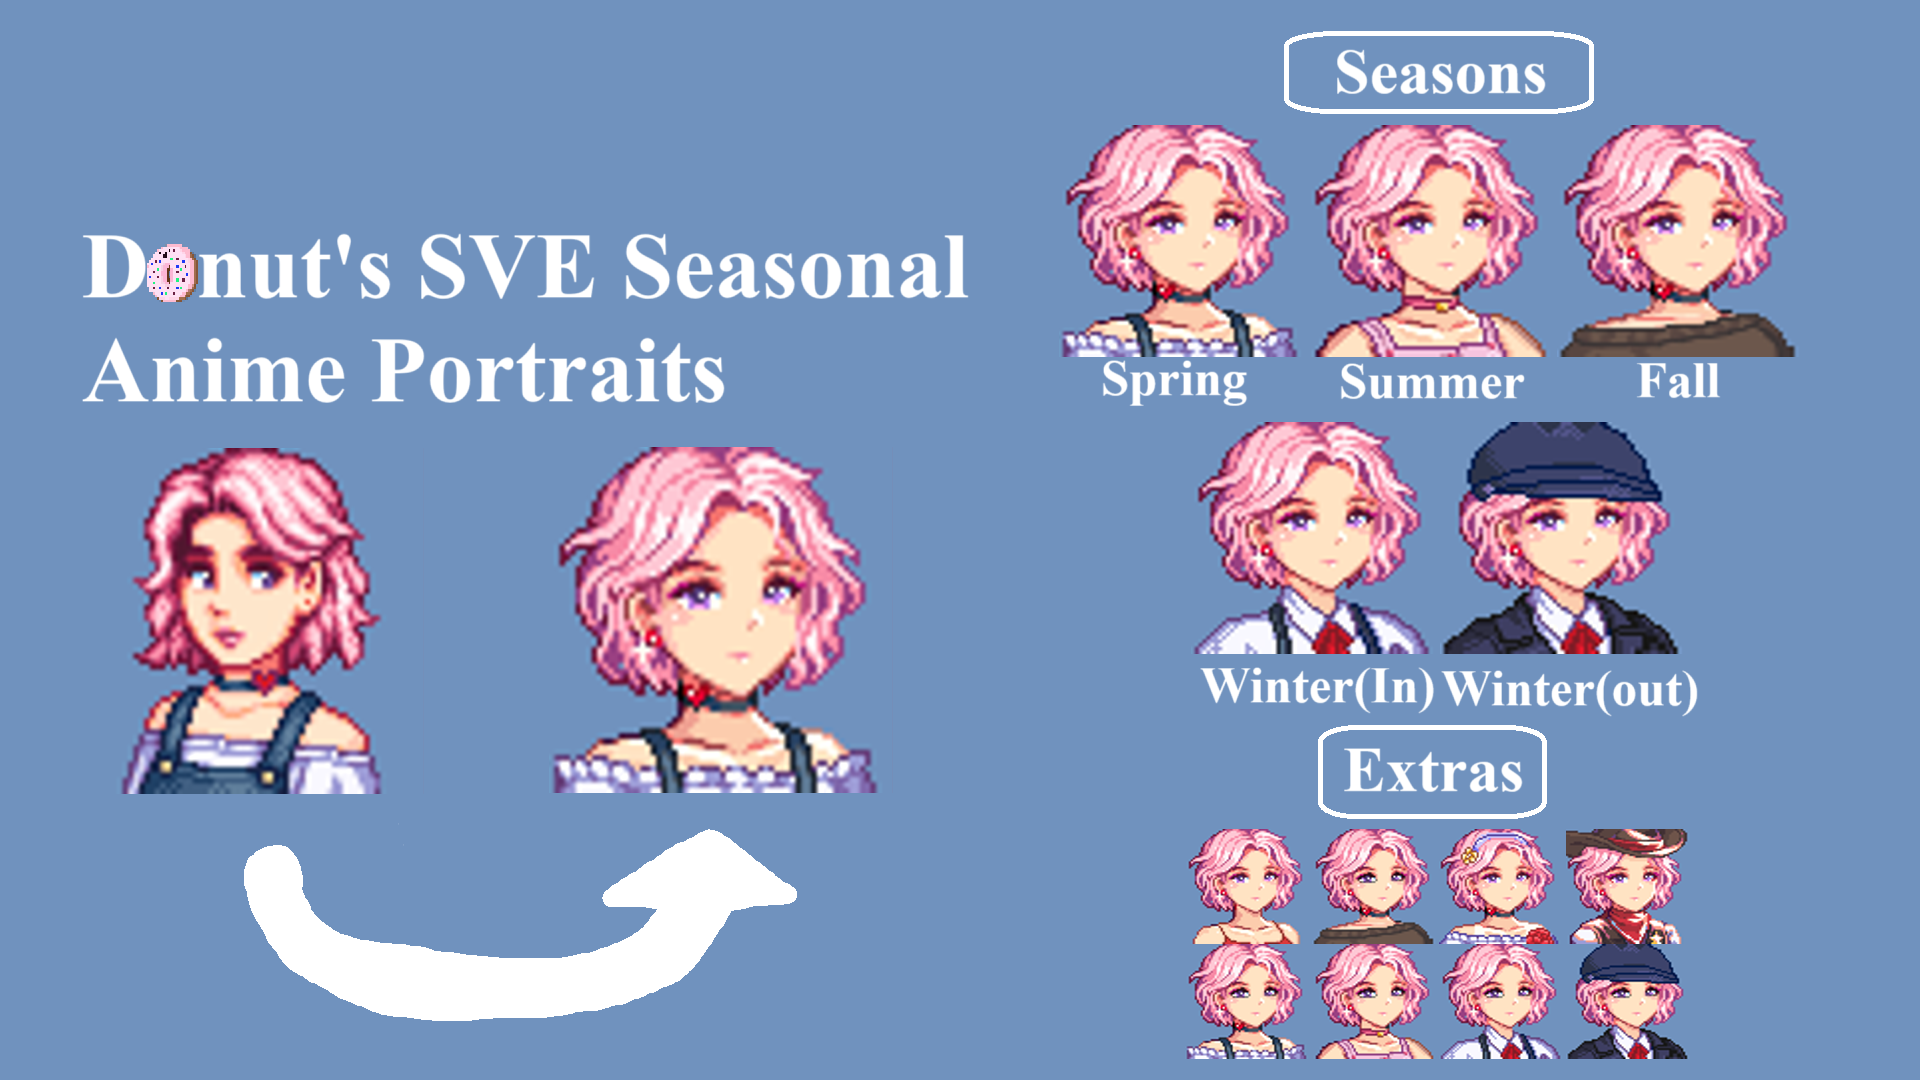 Donut's SVE Seasonal
Anime Portraits
Seasons
Spring
Summer
Fall
Winter(In)
Winter(out)
Extras